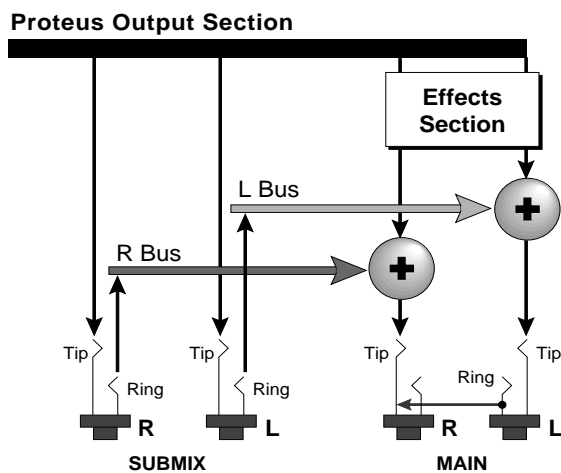 Proteus Output Section
Effects
Section
L Bus
R Bus
Tip
Tip
Tip
Tip
Ring
Ring
Ring
R
L
R
L
SUBMIX
MAIN